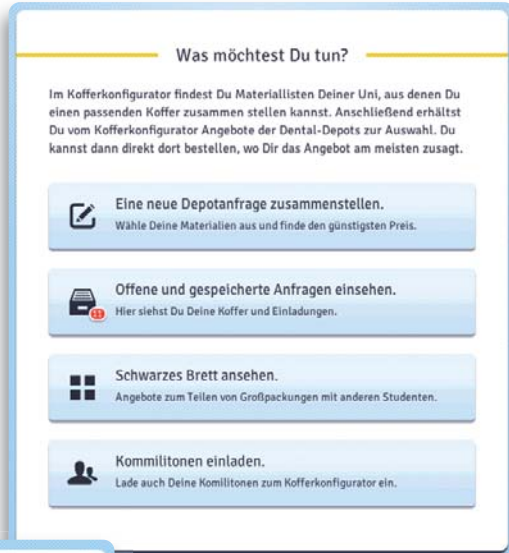 Was möchtest Du tun?
Im Kofferkonfigurator findest Du Materiallisten Deiner Uni, aus denen Du
einen passenden Koffer zusammen stellen kannst. Anschließend erhältst
Du vom Kofferkonfigurator Angebote der Dental-Depots zur Auswahl. Du
kannst dann direkt dort bestellen, wo Dir das Angebot am meisten zusagt.
Eine neue Depotanfrage zusammenstellen.
Wähle Deine Materialien aus und finde den günstigsten Preis.
Offene und gespeicherte Anfragen einsehen.
Hier siehst Du Deine Koffer und Einladungen.
11
Schwarzes Brett ansehen.
Angebote zum Teilen von Großpackungen mit anderen Studenten.
Kommilitonen einladen.
Lade auch Deine Komilitonen zum Kofferkonfigurator ein.